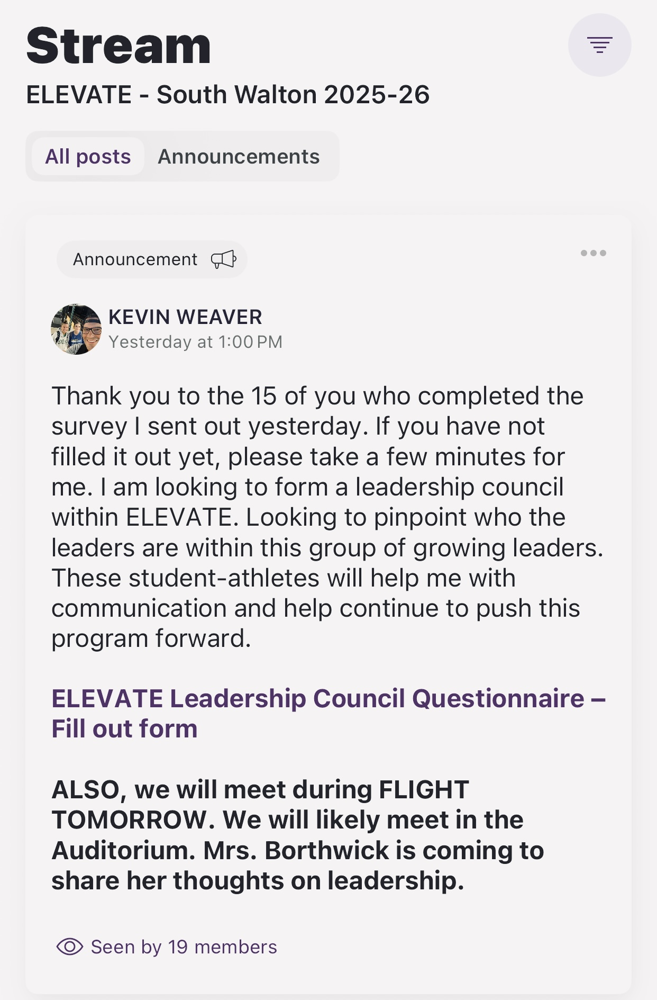 Stream
ELEVATE - South Walton 2025-26
All posts
Announcements
Announcement
KEVIN WEAVER
Yesterday at 1:00 PM
Thank you to the 15 of you who completed the
survey I sent out yesterday. If you have not
filled it out yet, please take a few minutes for
me. I am looking to form a leadership council
within ELEVATE. Looking to pinpoint who the
leaders are within this group of growing leaders.
These student-athletes will help me with
communication and help continue to push this
program forward.
ELEVATE Leadership Council Questionnaire –
Fill out form
ALSO, we will meet during FLIGHT
TOMORROW. We will likely meet in the
Auditorium. Mrs. Borthwick is coming to
share her thoughts on leadership.
Seen by 19 members